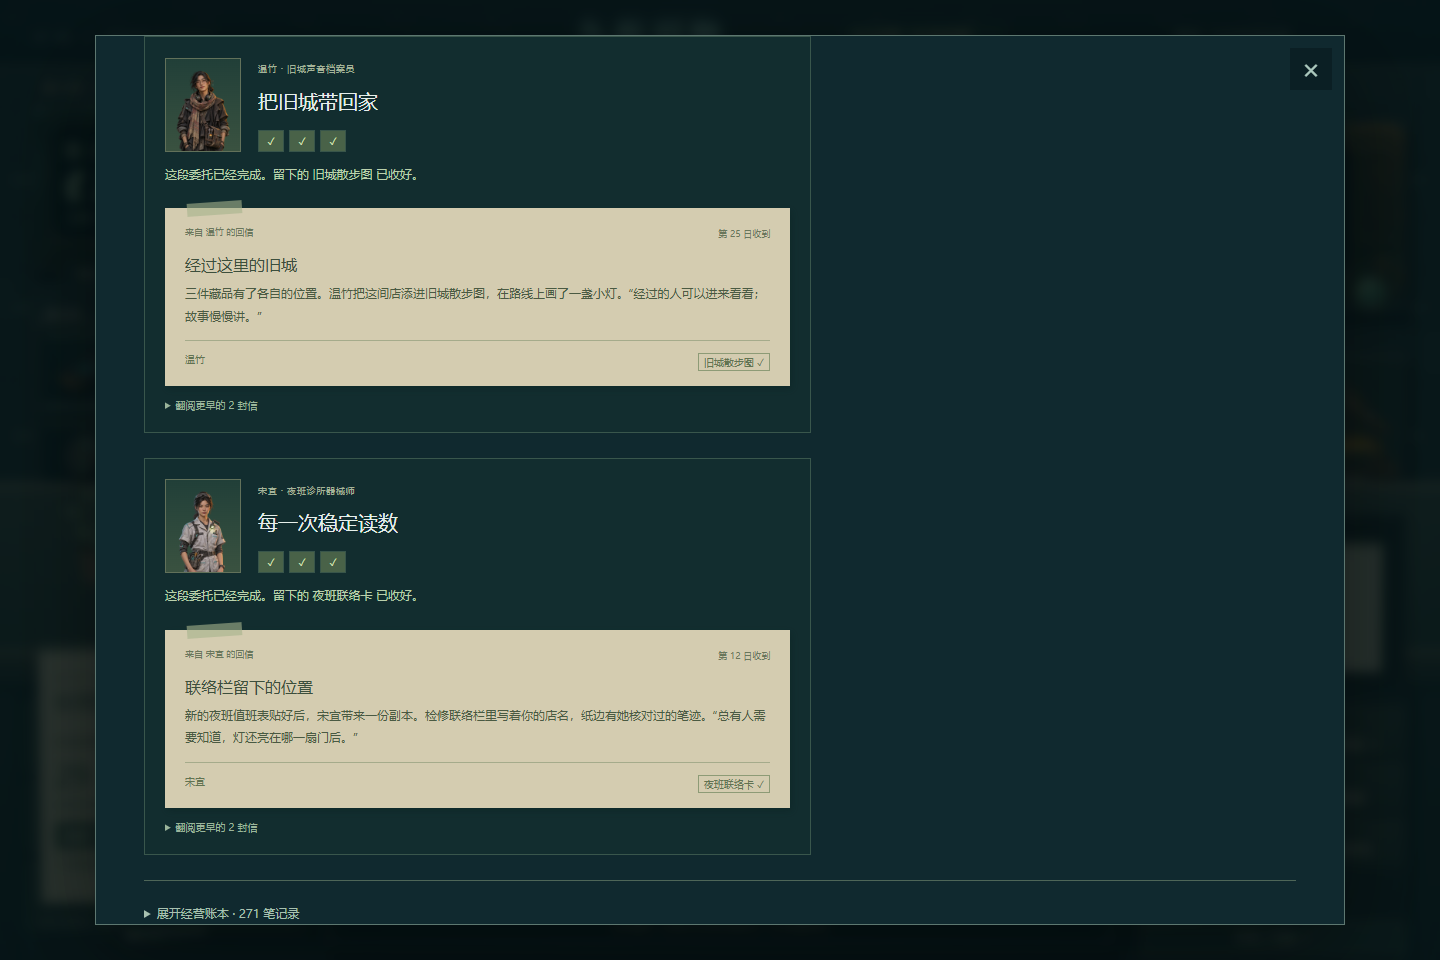 温竹 · 旧城声音档案员
把旧城带回家
✓ ✓ ✓
这段委托已经完成。留下的 旧城散步图 已收好。
来自 温竹 的回信
第 25 日收到
经过这里的旧城
三件藏品有了各自的位置。温竹把这间店添进旧城散步图，在路线上画了一盏小灯。“经过的人可以进来看看；
故事慢慢讲。”
温竹
旧城散步图 ✓
▶ 翻阅更早的 2 封信
宋宜 · 夜班诊所器械师
每一次稳定读数
✓ ✓ ✓
这段委托已经完成。留下的 夜班联络卡 已收好。
来自 宋宜 的回信
第 12 日收到
联络栏留下的位置
新的夜班值班表贴好后，宋宜带来一份副本。检修联络栏里写着你的店名，纸边有她核对过的笔迹。“总有人需
要知道，灯还亮在哪一扇门后。”
宋宜
夜班联络卡 ✓
▶ 翻阅更早的 2 封信
▶ 展开经营账本 · 271 笔记录